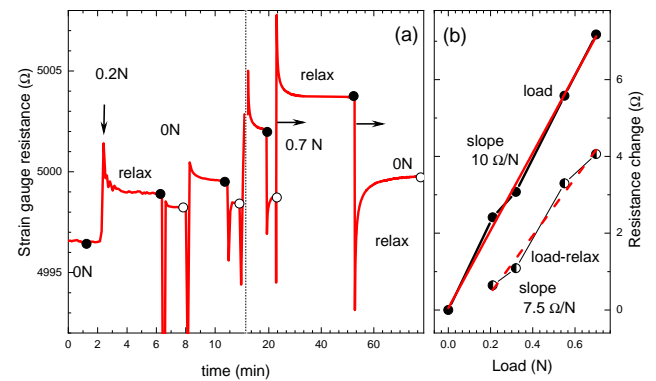 (a)
(b)
5005
5000
4995
Strain gauge resistance (Ω)
0.2N
0N
relax
0N
relax
0.7 N
0N
relax
0 2 4 6 8 10 12 20 40 60
time (min)
load
slope
10 Ω/N
load-relax
slope
7.5 Ω/N
0.0 0.2 0.4 0.6
Load (N)
6
4
2
0
Resistance change (Ω)